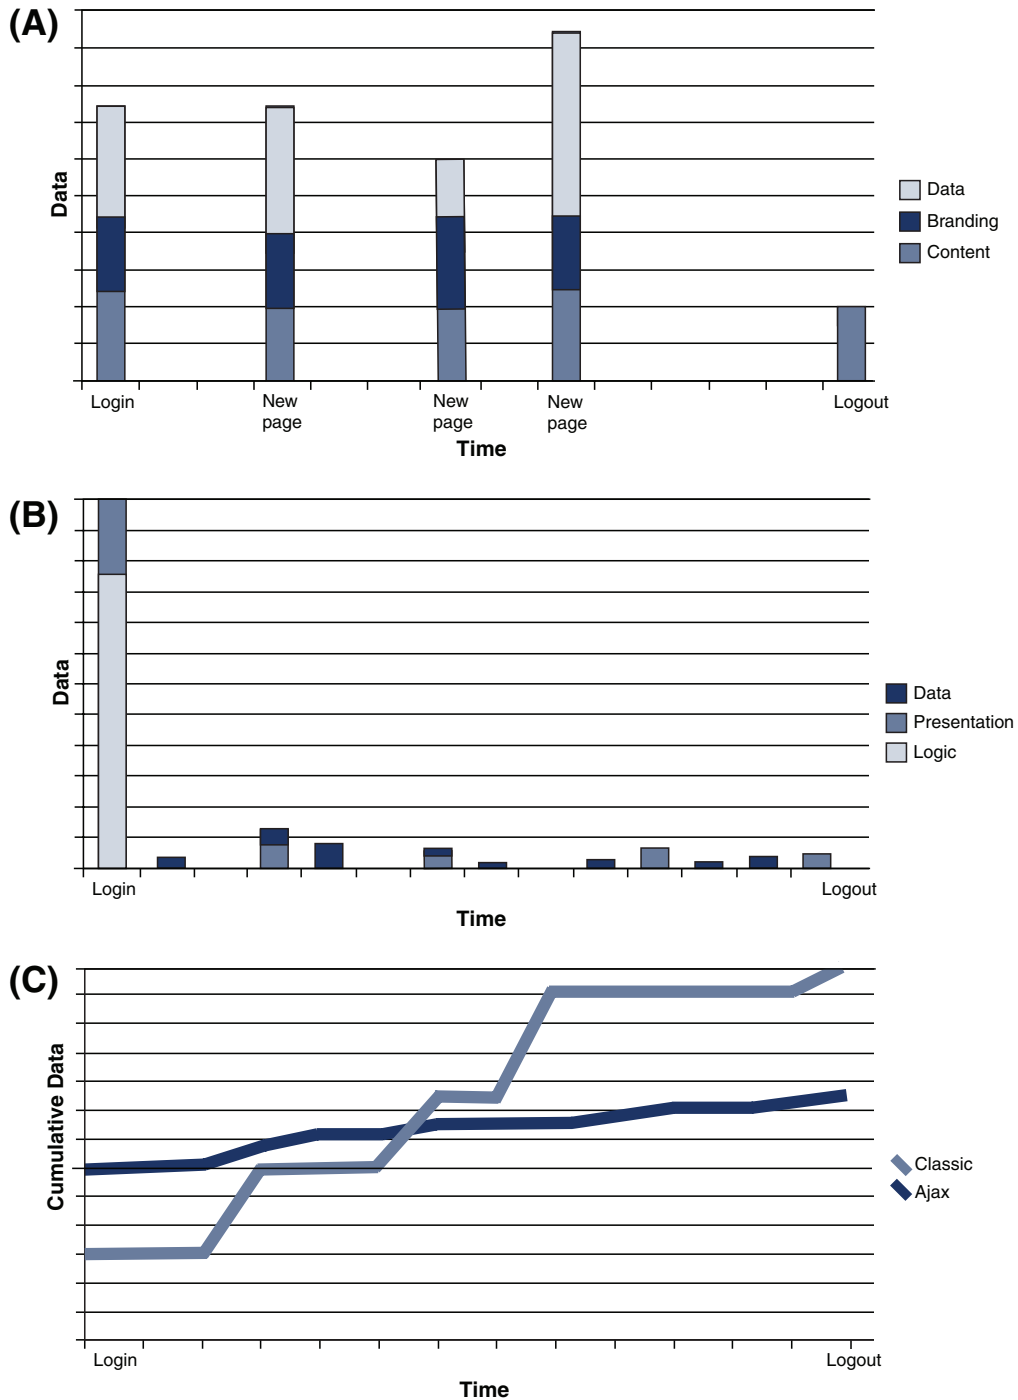 (A)
Data
Data
Branding
Content
Login
New
page
New
page
New
page
Logout
Time
(B)
Data
Data
Presentation
Logic
Login
Logout
Time
(C)
Cumulative Data
Classic
Ajax
Login
Logout
Time